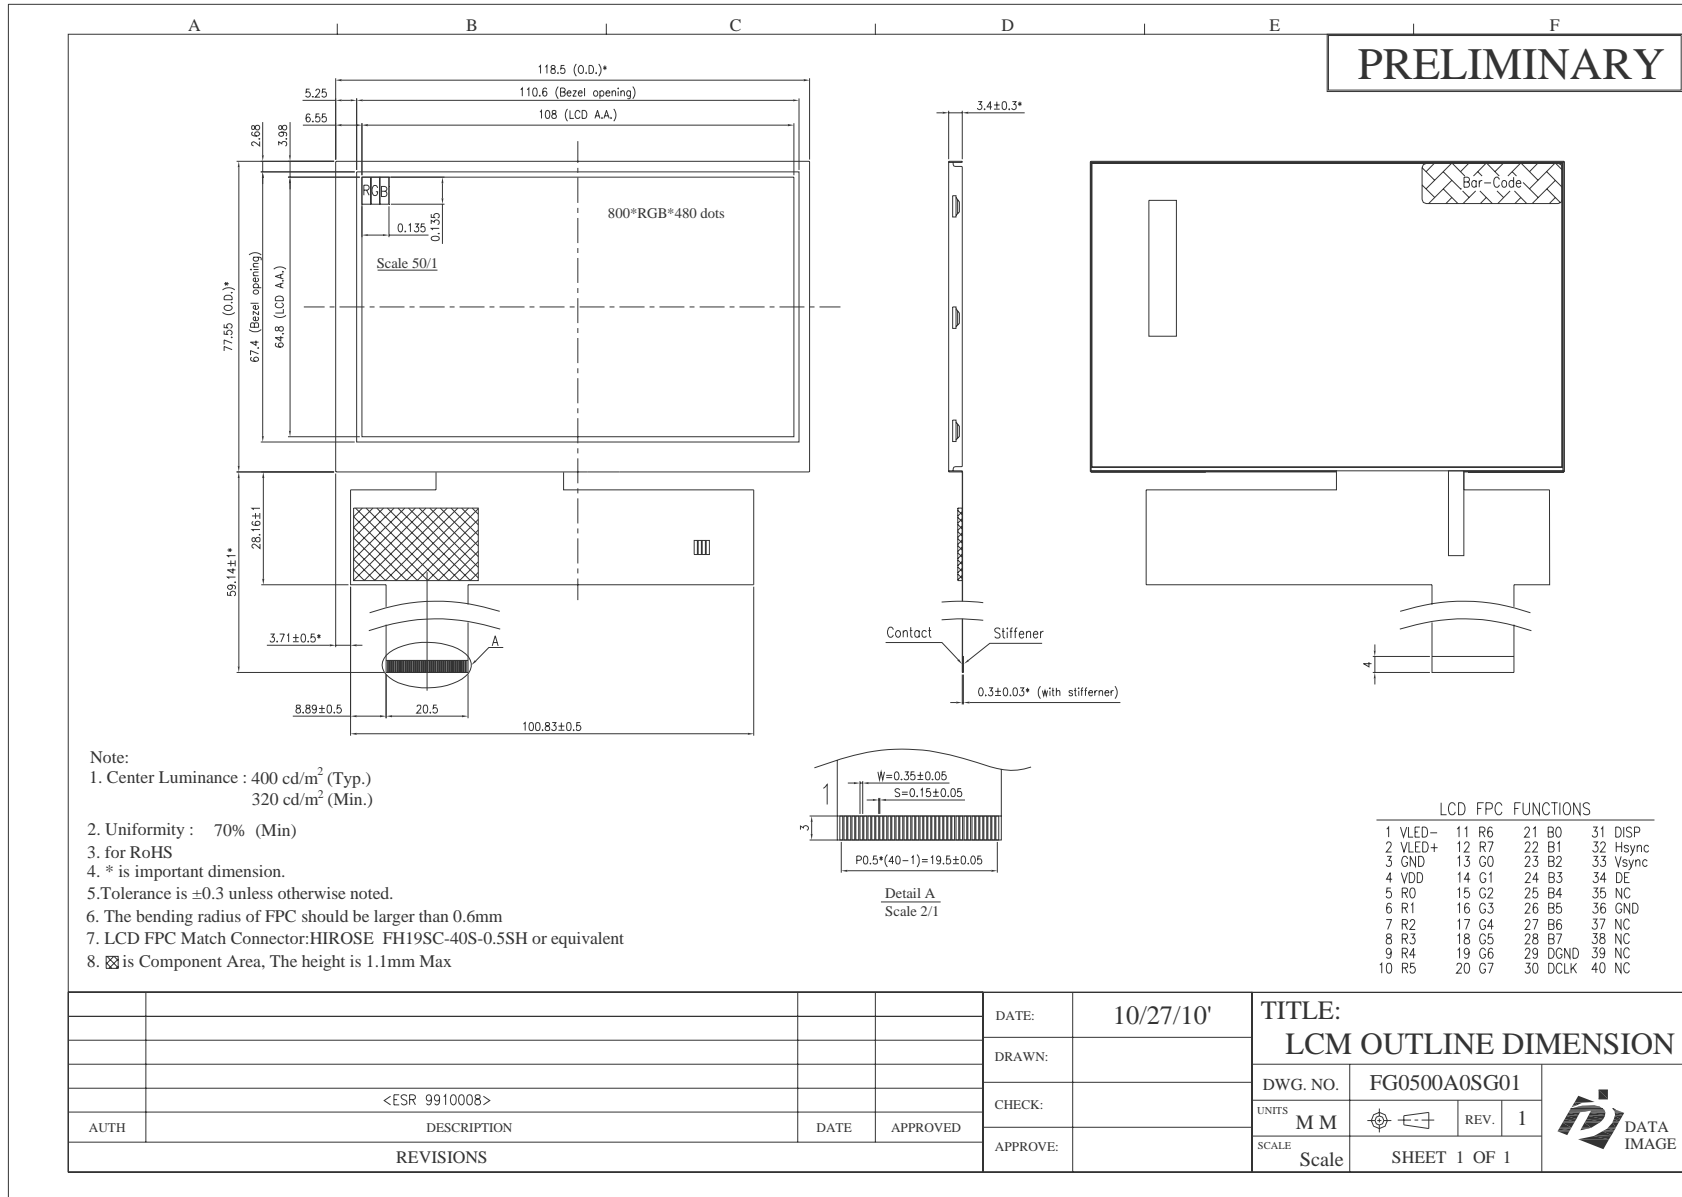 A B C D E F
PRELIMINARY
118.5 (O.D.)*
110.6 (Bezel opening)
108 (LCD A.A.)
5.25
6.55
2.68
3.98
3.4±0.3*
R G B
0.135
0.135
Scale 50/1
800*RGB*480 dots
77.55 (O.D.)*
67.4 (Bezel opening)
64.8 (LCD A.A.)
Bar-Code
28.16±1
59.14±1*
3.71±0.5*
A
8.89±0.5
20.5
100.83±0.5
Contact
Stiffener
0.3±0.03* (with stifferner)
4
Note:
1. Center Luminance : 400 cd/m² (Typ.)
320 cd/m² (Min.)
2. Uniformity : 70% (Min)
3. for RoHS
4. * is important dimension.
5.Tolerance is ±0.3 unless otherwise noted.
6. The bending radius of FPC should be larger than 0.6mm
7. LCD FPC Match Connector:HIROSE FH19SC-40S-0.5SH or equivalent
8. is Component Area, The height is 1.1mm Max
W=0.35±0.05
S=0.15±0.05
1
3
P0.5*(40-1)=19.5±0.05
Detail A
Scale 2/1
LCD FPC FUNCTIONS
1 VLED- 11 R6 21 B0 31 DISP
2 VLED+ 12 R7 22 B1 32 Hsync
3 GND 13 G0 23 B2 33 Vsync
4 VDD 14 G1 24 B3 34 DE
5 R0 15 G2 25 B4 35 NC
6 R1 16 G3 26 B5 36 GND
7 R2 17 G4 27 B6 37 NC
8 R3 18 G5 28 B7 38 NC
9 R4 19 G6 29 DGND 39 NC
10 R5 20 G7 30 DCLK 40 NC
<ESR 9910008>
AUTH DESCRIPTION DATE APPROVED
REVISIONS
DATE: 10/27/10'
DRAWN:
CHECK:
APPROVE:
TITLE:
LCM OUTLINE DIMENSION
DWG. NO. FG0500A0SG01
UNITS M M REV. 1
SCALE Scale SHEET 1 OF 1
DATA
IMAGE